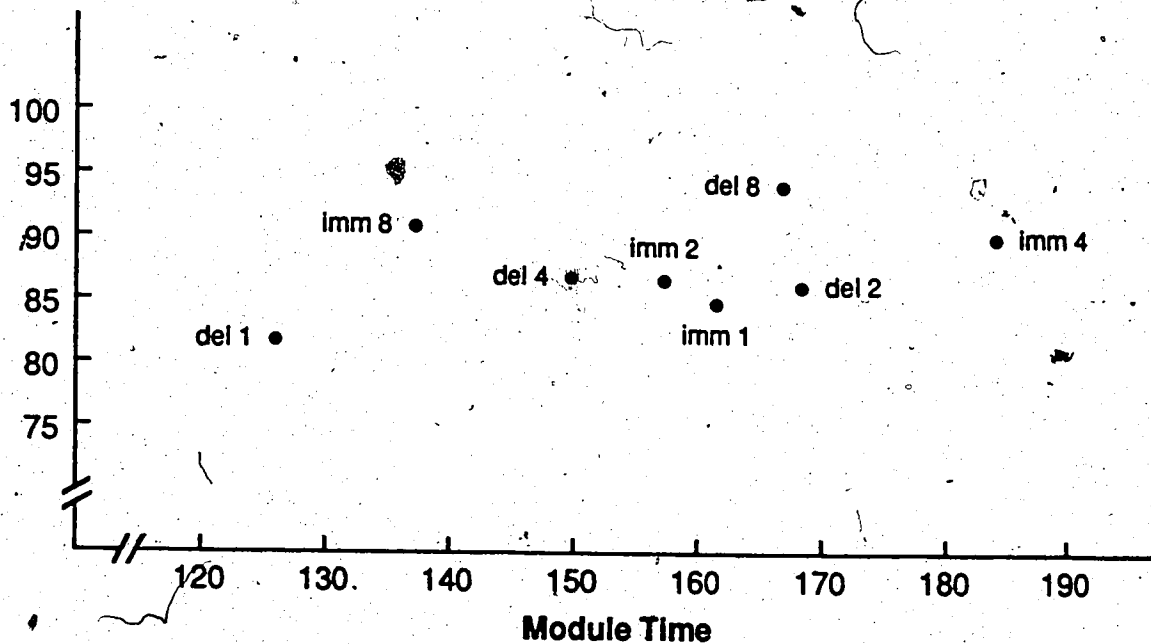 100
95
del 8
imm 8
90
imm 4
imm 2
del 4
85
del 2
imm 1
del 1
80
75
120 130 140 150 160 170 180 190
Module Time